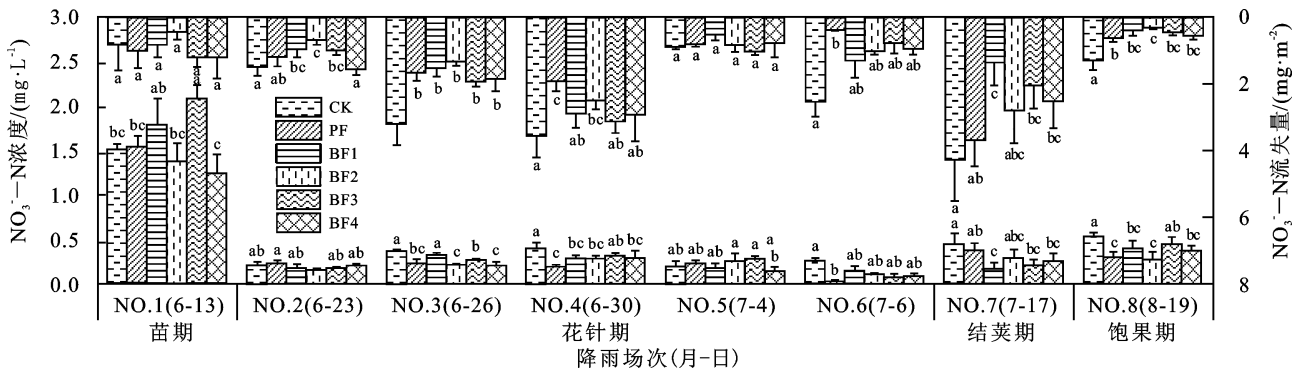 NO₃⁻－N浓度/(mg·L⁻¹)
3.0
2.5
2.0
1.5
1.0
0.5
0.0
a a a a a a
a ab bc c bc a
b b b b b
a c ab bc ab ab
a a a a a a
a b ab ab b ab
a ab c abc bc bc
a b bc c bc bc
CK
PF
BF1
BF2
BF3
BF4
bc bc ab bc a c
ab a ab b ab ab
a bc a c b c
a c bc bc ab bc
ab ab ab a a b
a b ab ab ab ab
a ab c abc bc bc
a c bc c ab bc
0
2
4
6
8
NO₃⁻－N流失量/(mg·m⁻²)
NO.1(6-13) NO.2(6-23) NO.3(6-26) NO.4(6-30) NO.5(7-4) NO.6(7-6) NO.7(7-17) NO.8(8-19)
苗期 花针期 结荚期 饱果期
降雨场次(月-日)